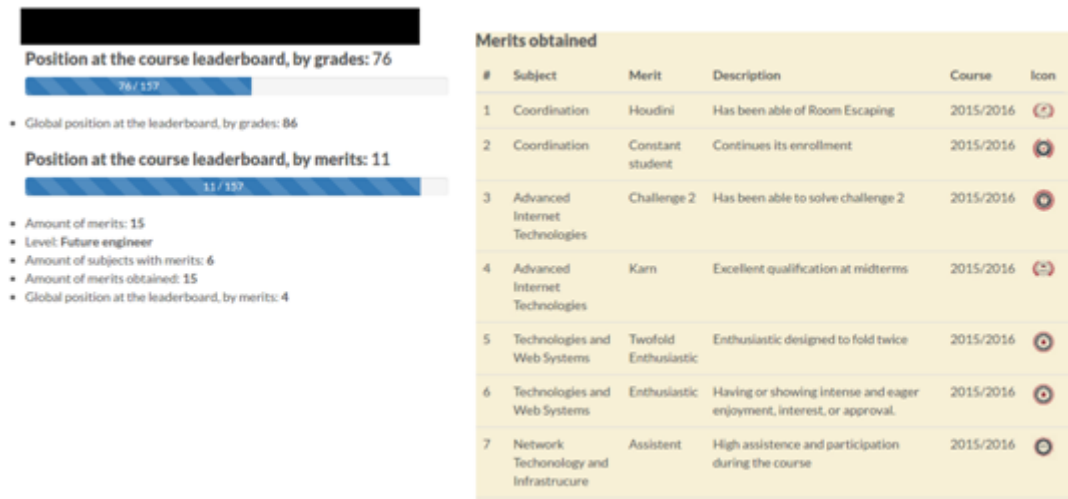 Position at the course leaderboard, by grades: 76
76/157
Global position at the leaderboard, by grades: 86
Position at the course leaderboard, by merits: 11
11/157
Amount of merits: 15
Level: Future engineer
Amount of subjects with merits: 6
Amount of merits obtained: 15
Global position at the leaderboard, by merits: 4
Merits obtained
# Subject Merit Description Course Icon
1 Coordination Houdini Has been able of Room Escaping 2015/2016
2 Coordination Constant Continues its enrollment 2015/2016
student
3 Advanced Challenge 2 Has been able to solve challenge 2 2015/2016
Internet
Technologies
4 Advanced Karn Excellent qualification at midterms 2015/2016
Internet
Technologies
5 Technologies and Twofold Enthusiastic designed to fold twice 2015/2016
Web Systems Enthusiastic
6 Technologies and Enthusiastic Having or showing intense and eager 2015/2016
Web Systems enjoyment, interest, or approval.
7 Network Assistent High assistence and participation 2015/2016
Techonology and during the course
Infrastrucure